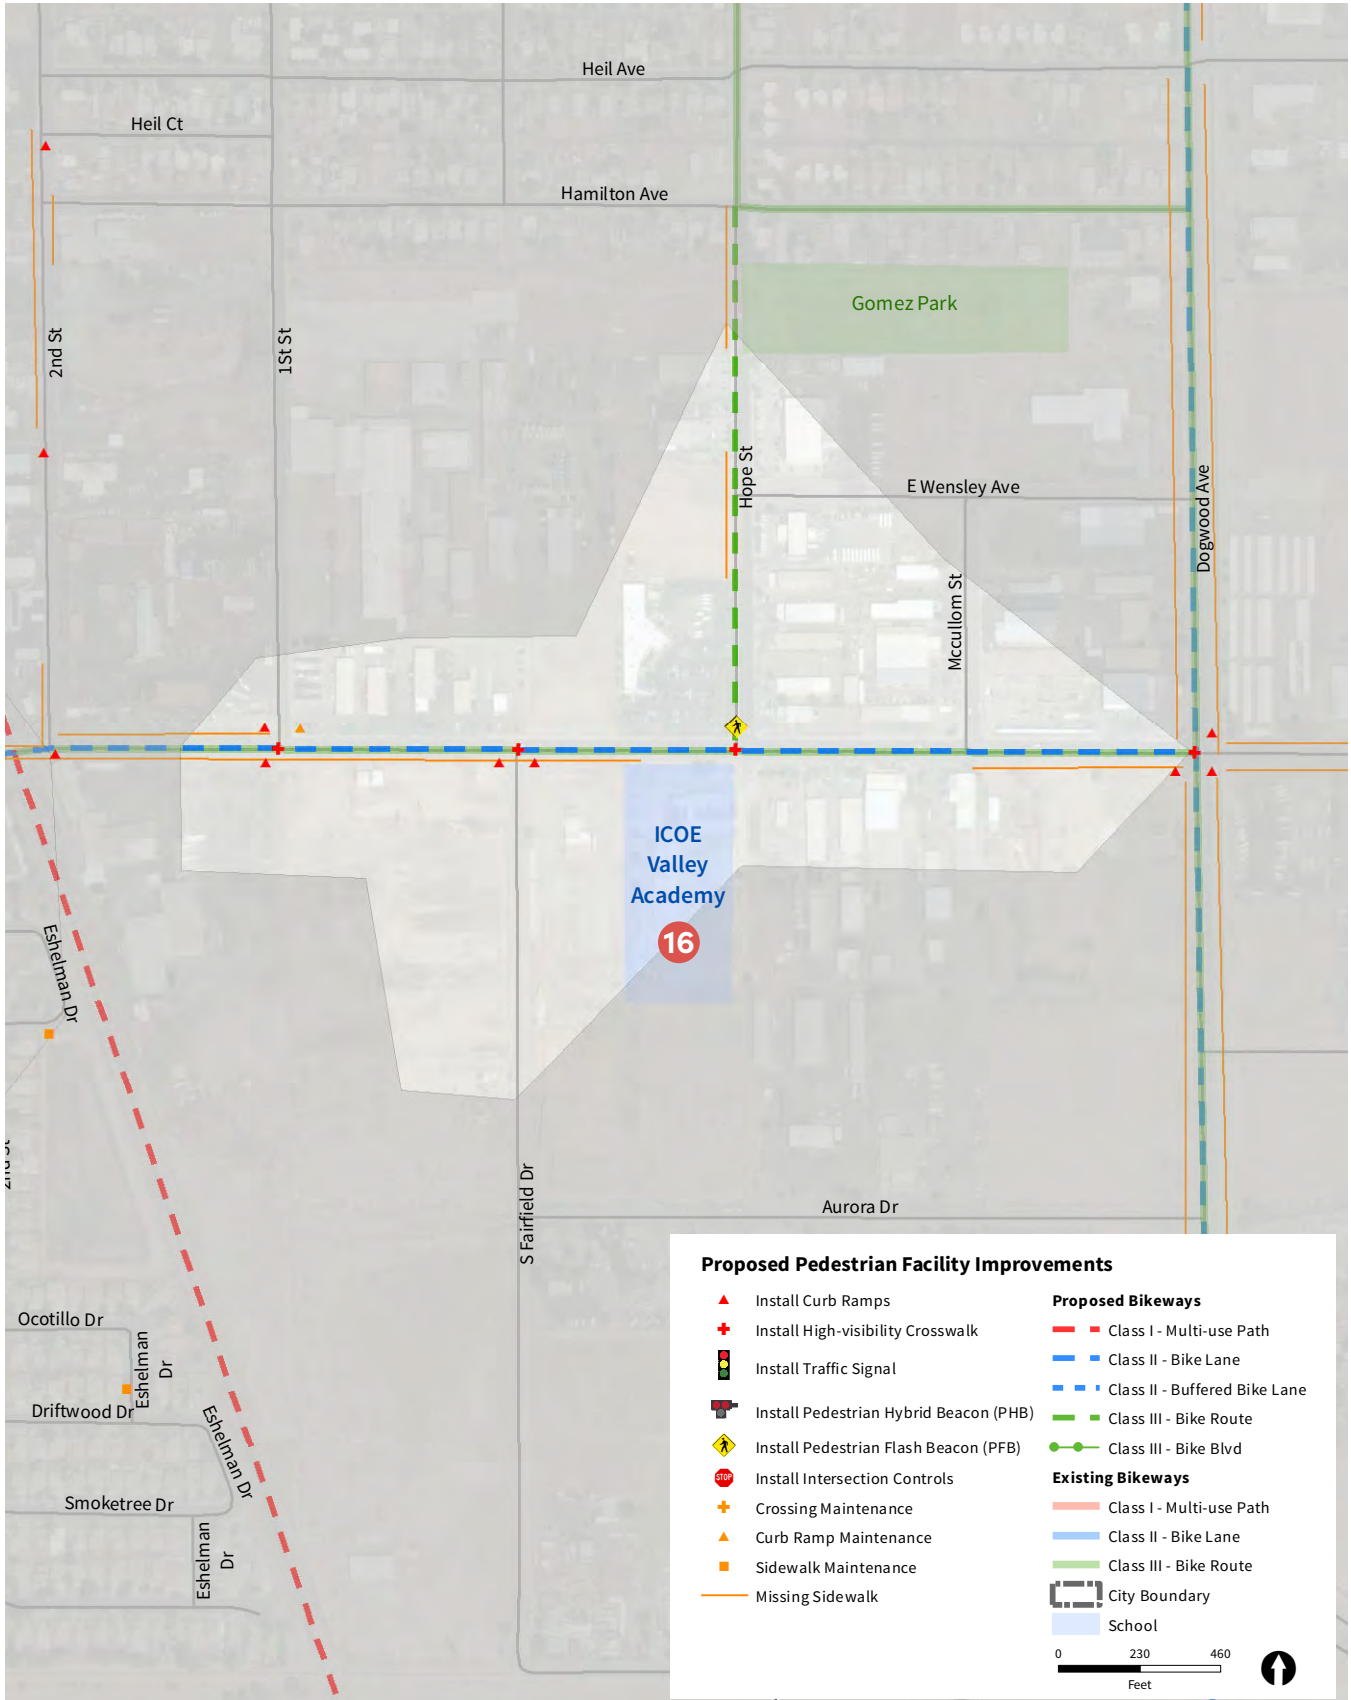 Heil Ave
Heil Ct
Hamilton Ave
Gomez Park
2nd St
1St St
Hope St
E Wensley Ave
Dogwood Ave
Mccullom St
ICOE
Valley
Academy
16
Eshelman Dr
2nd St
S Fairfield Dr
Aurora Dr
Ocotillo Dr
Eshelman
Dr
Driftwood Dr
Eshelman Dr
Smoketree Dr
Eshelman
Dr
Proposed Pedestrian Facility Improvements
Install Curb Ramps
Install High-visibility Crosswalk
Install Traffic Signal
Install Pedestrian Hybrid Beacon (PHB)
Install Pedestrian Flash Beacon (PFB)
STOP
Install Intersection Controls
Crossing Maintenance
Curb Ramp Maintenance
Sidewalk Maintenance
Missing Sidewalk
Proposed Bikeways
Class I - Multi-use Path
Class II - Bike Lane
Class II - Buffered Bike Lane
Class III - Bike Route
Class III - Bike Blvd
Existing Bikeways
Class I - Multi-use Path
Class II - Bike Lane
Class III - Bike Route
City Boundary
School
0 230 460
Feet